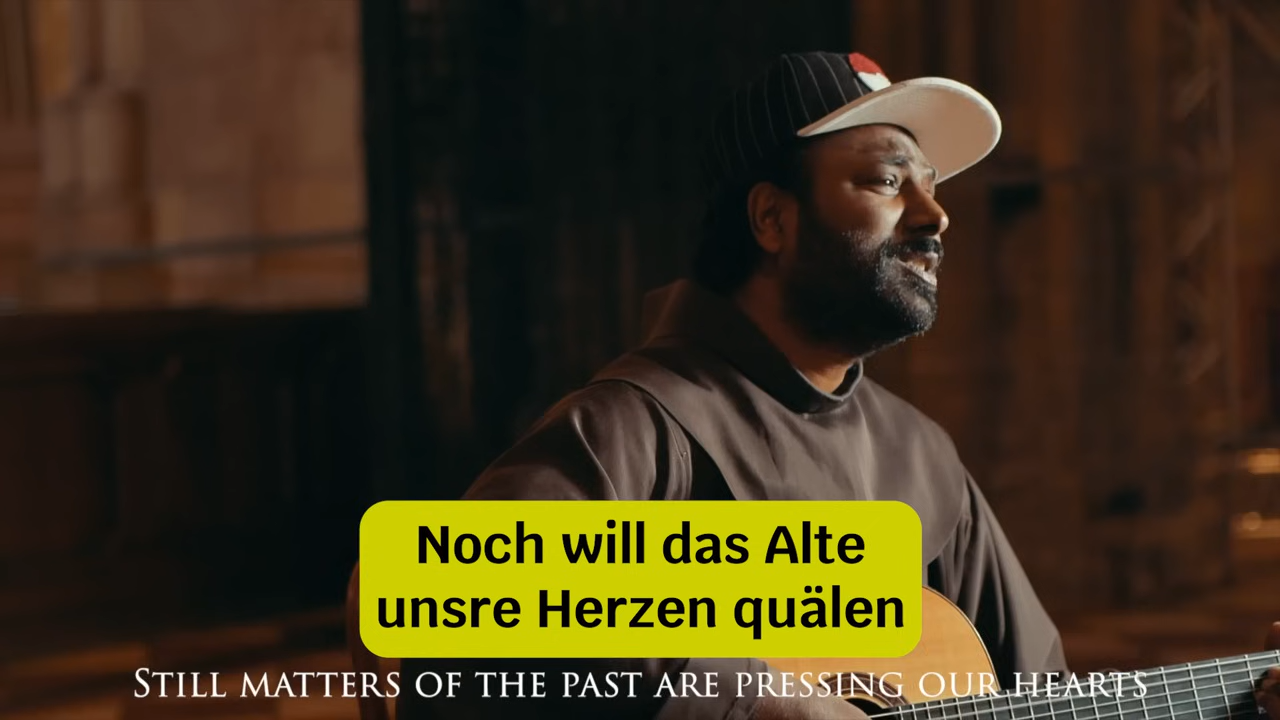 Noch will das Alte
unsre Herzen quälen
Still matters of the past are pressing our hearts